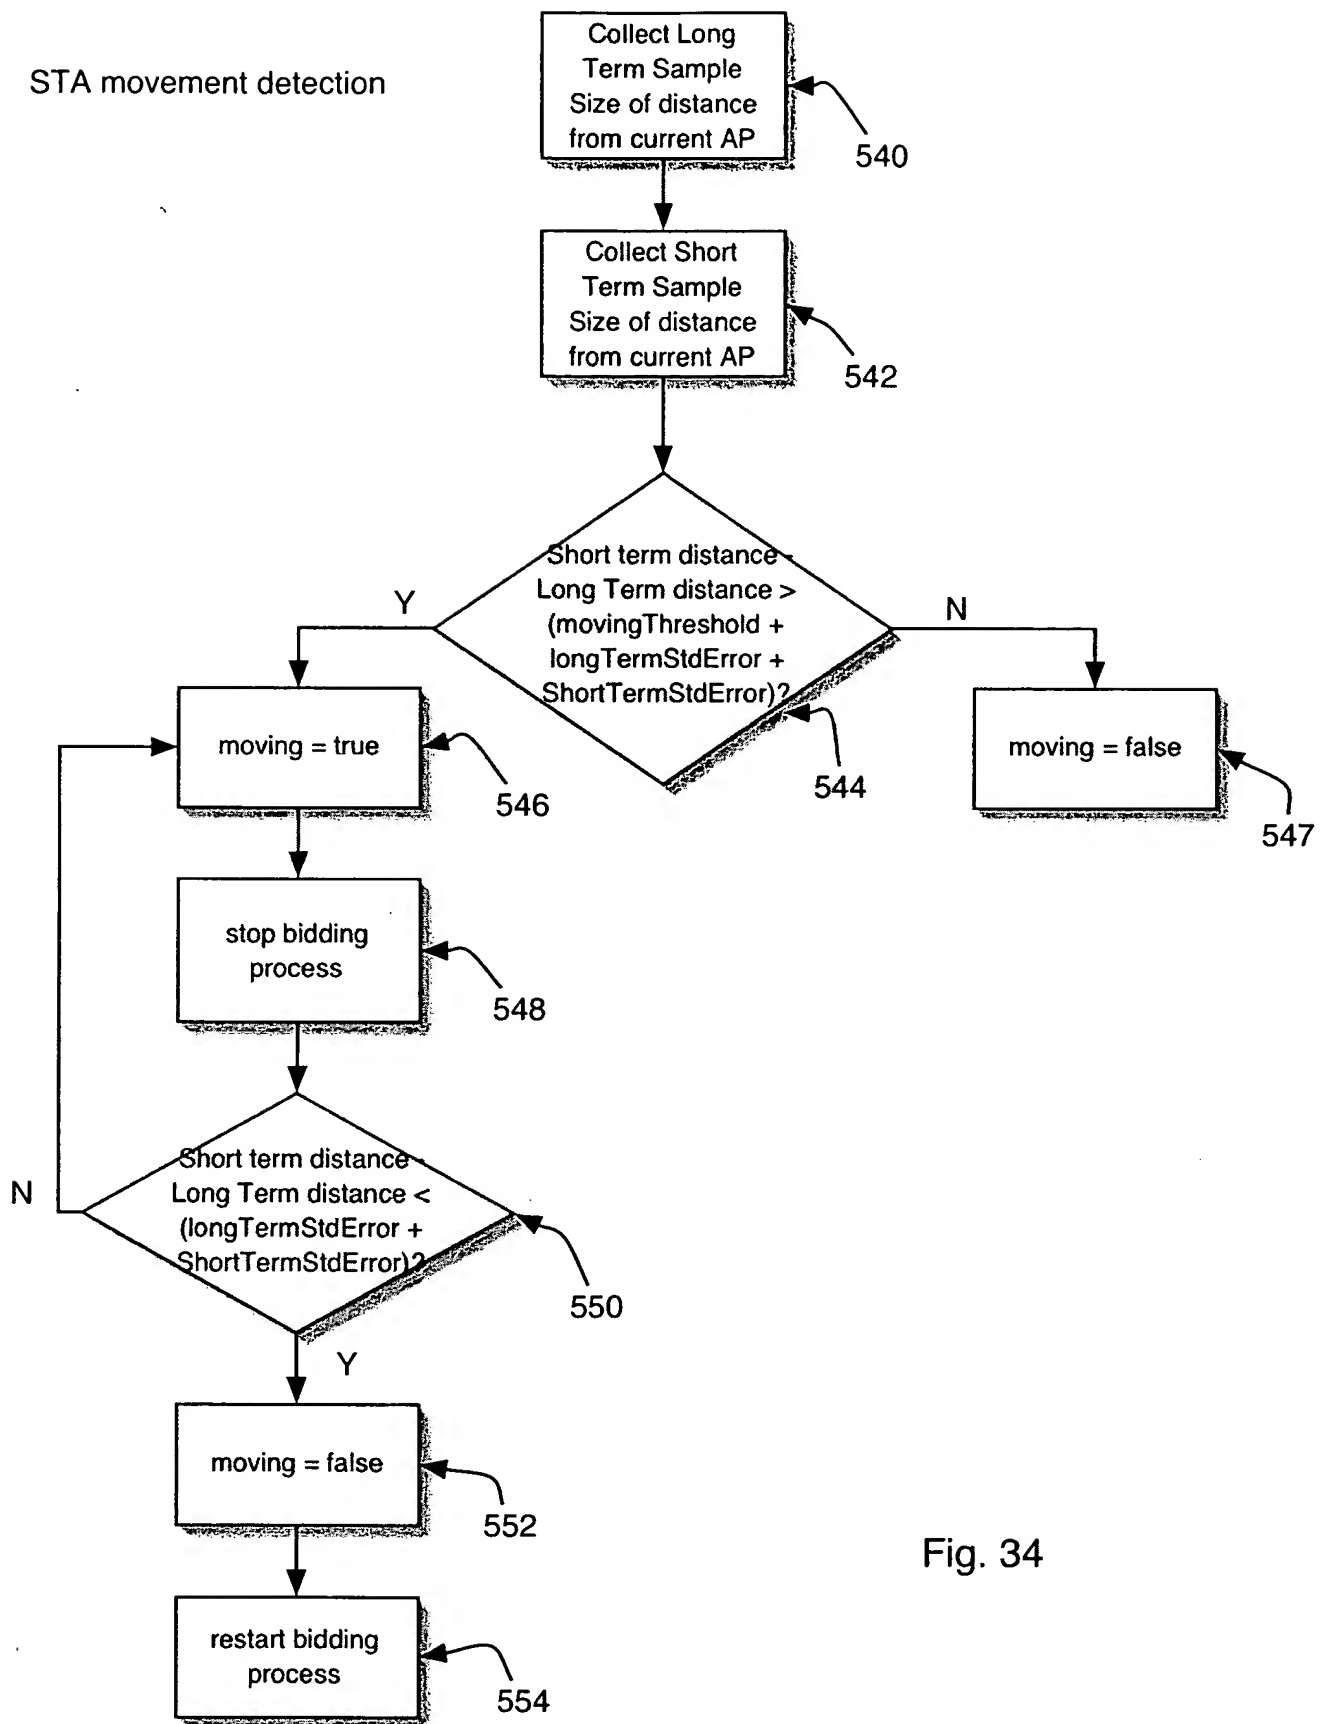 STA movement detection
Collect Long
Term Sample
Size of distance
from current AP
540
Collect Short
Term Sample
Size of distance
from current AP
542
Short term distance -
Long Term distance >
(movingThreshold +
longTermStdError +
ShortTermStdError)?
Y
N
544
moving = true
546
moving = false
547
stop bidding
process
548
Short term distance -
Long Term distance <
(longTermStdError +
ShortTermStdError)?
N
550
Y
moving = false
552
restart bidding
process
554
Fig. 34